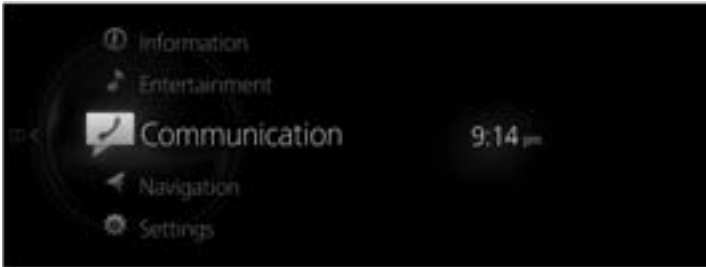 Information
Entertainment
Communication
9:14 pm
Navigation
Settings